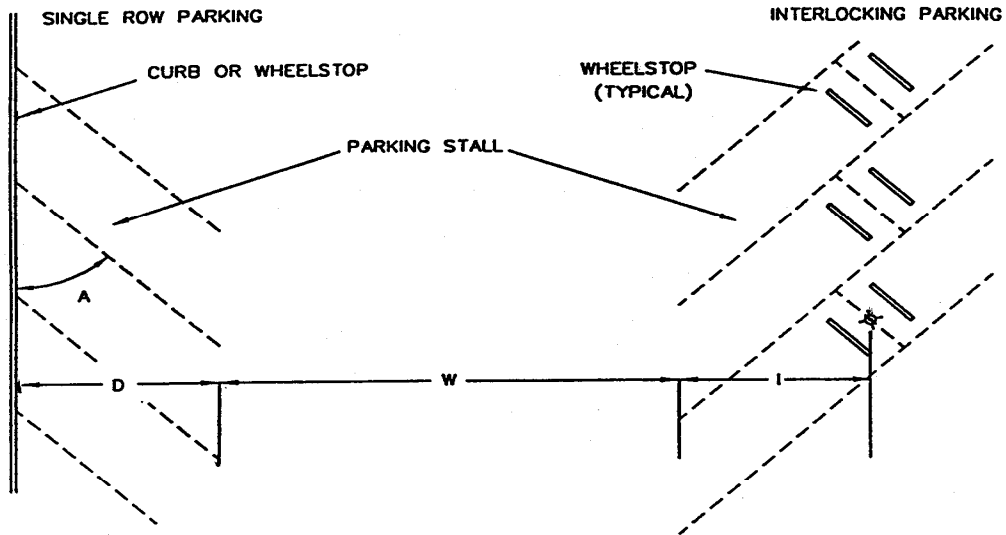 SINGLE ROW PARKING
INTERLOCKING PARKING
CURB OR WHEELSTOP
WHEELSTOP
(TYPICAL)
PARKING STALL
A
D
W
I